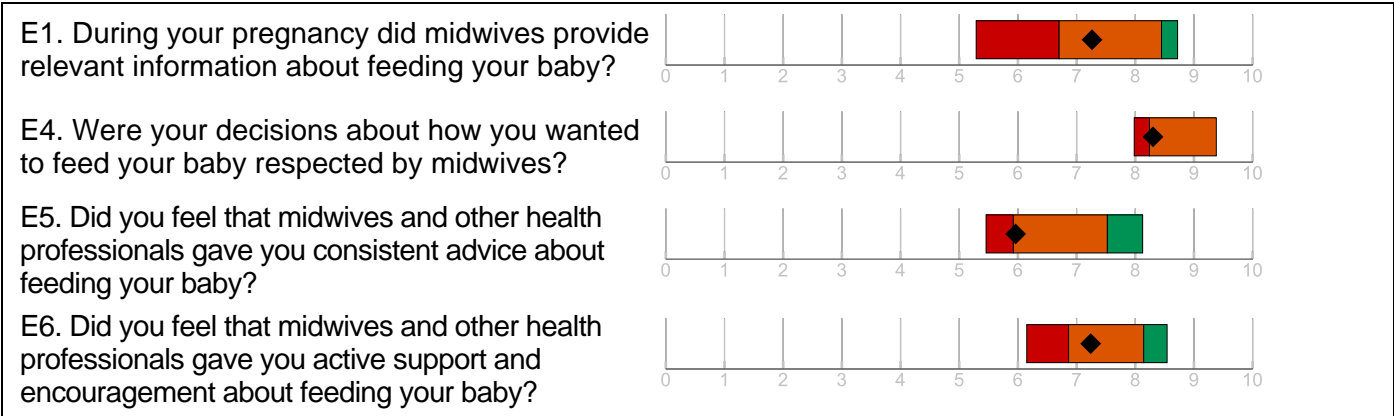 E1. During your pregnancy did midwives provide
relevant information about feeding your baby?
0 1 2 3 4 5 6 7 8 9 10
E4. Were your decisions about how you wanted
to feed your baby respected by midwives?
0 1 2 3 4 5 6 7 8 9 10
E5. Did you feel that midwives and other health
professionals gave you consistent advice about
feeding your baby?
0 1 2 3 4 5 6 7 8 9 10
E6. Did you feel that midwives and other health
professionals gave you active support and
encouragement about feeding your baby?
0 1 2 3 4 5 6 7 8 9 10